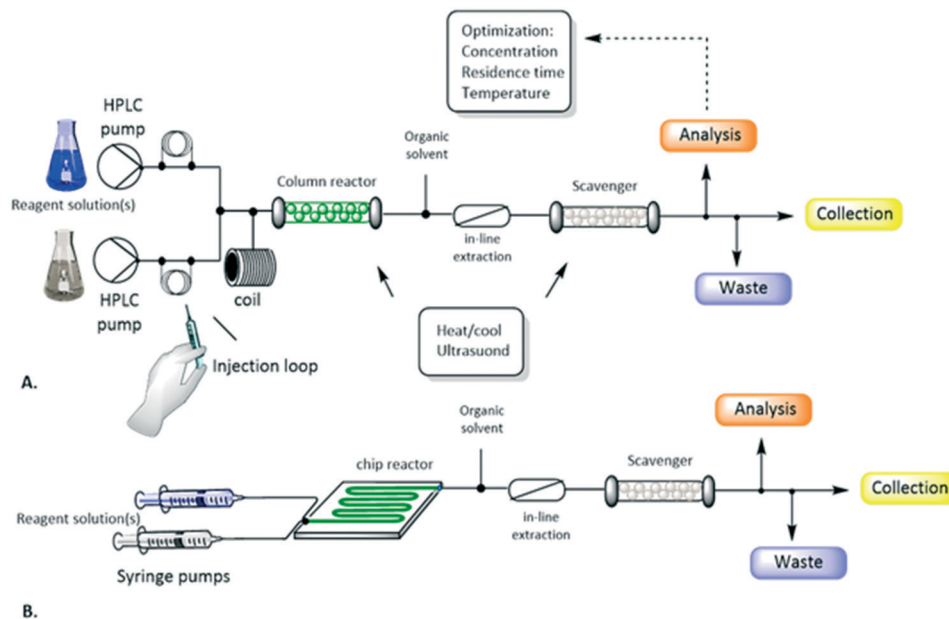 Optimization:
Concentration
Residence time
Temperature
HPLC
pump
Organic
solvent
Analysis
Column reactor
Scavenger
Reagent solution(s)
Collection
in-line
extraction
coil
Waste
HPLC
pump
Heat/cool
Ultrasuond
Injection loop
A.
Organic
solvent
Analysis
chip reactor
Scavenger
Collection
Reagent solution(s)
in-line
extraction
Waste
Syringe pumps
B.